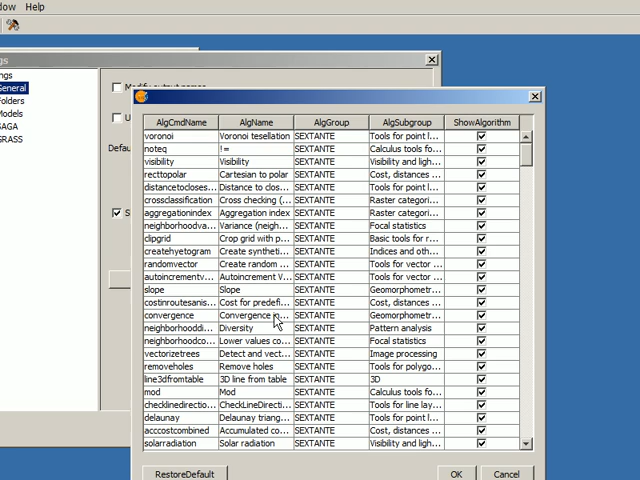 ow Help
gs
ngs
General
Folders
Models
SAGA
GRASS
U
Defau
S
AlgCmdName AlgName AlgGroup AlgSubgroup ShowAlgorithm
voronoi Voronoi tesellation SEXTANTE Tools for point l...
noteq != SEXTANTE Calculus tools fo...
visibility Visibility SEXTANTE Visibility and ligh...
recttopolar Cartesian to polar SEXTANTE Cost, distances ...
distancetocloses... Distance to clos... SEXTANTE Tools for point l...
crossclassification Cross checking (... SEXTANTE Raster categori...
aggregationindex Aggregation index SEXTANTE Raster categori...
neighborhoodva... Variance (neigh... SEXTANTE Focal statistics
clipgrid Crop grid with p... SEXTANTE Basic tools for r...
createhyetogram Create syntheti... SEXTANTE Indices and oth...
randomvector Create random ... SEXTANTE Tools for vector ...
autoincrementv... Autoincrement V... SEXTANTE Tools for vector ...
slope Slope SEXTANTE Geomorphometr...
costinroutesanis... Cost for predefi... SEXTANTE Cost, distances ...
convergence Convergence in... SEXTANTE Geomorphometr...
neighborhooddi... Diversity SEXTANTE Pattern analysis
neighborhoodco... Lower values co... SEXTANTE Focal statistics
vectorizetrees Detect and vect... SEXTANTE Image processing
removeholes Remove holes SEXTANTE Tools for polygo...
line3dfromtable 3D line from table SEXTANTE 3D
mod Mod SEXTANTE Calculus tools fo...
checklinedirectio... CheckLineDirecti... SEXTANTE Tools for line lay...
delaunay Delaunay triang... SEXTANTE Tools for point l...
acccostcombined Accumulated co... SEXTANTE Cost, distances ...
solarradiation Solar radiation SEXTANTE Visibility and ligh...
RestoreDefault OK Cancel